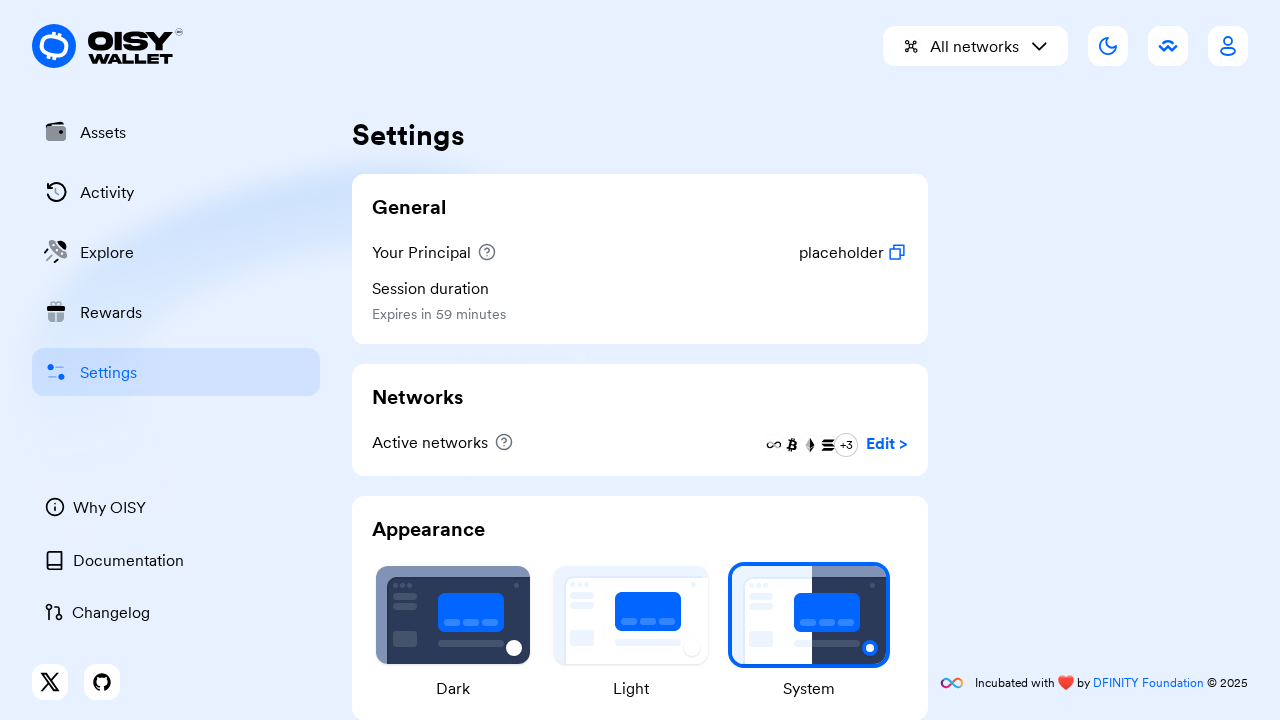 OISY
WALLET
All networks
Assets
Activity
Explore
Rewards
Settings
Why OISY
Documentation
Changelog
Settings
General
Your Principal
placeholder
Session duration
Expires in 59 minutes
Networks
Active networks
+3
Edit >
Appearance
Dark
Light
System
Incubated with ❤️ by DFINITY Foundation © 2025